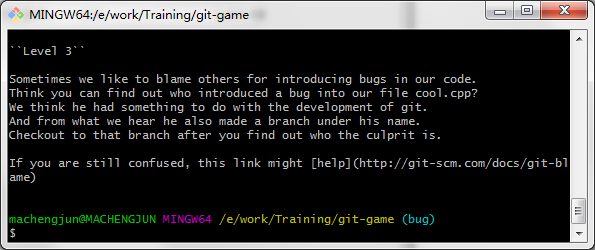 MINGW64:/e/work/Training/git-game
``Level 3``
Sometimes we like to blame others for introducing bugs in our code.
Think you can find out who introduced a bug into our file cool.cpp?
We think he had something to do with the development of git.
And from what we hear he also made a branch under his name.
Checkout to that branch after you find out who the culprit is.
If you are still confused, this link might [help](http://git-scm.com/docs/git-bl
ame)
machengjun@MACHENGJUN MINGW64 /e/work/Training/git-game (bug)
$